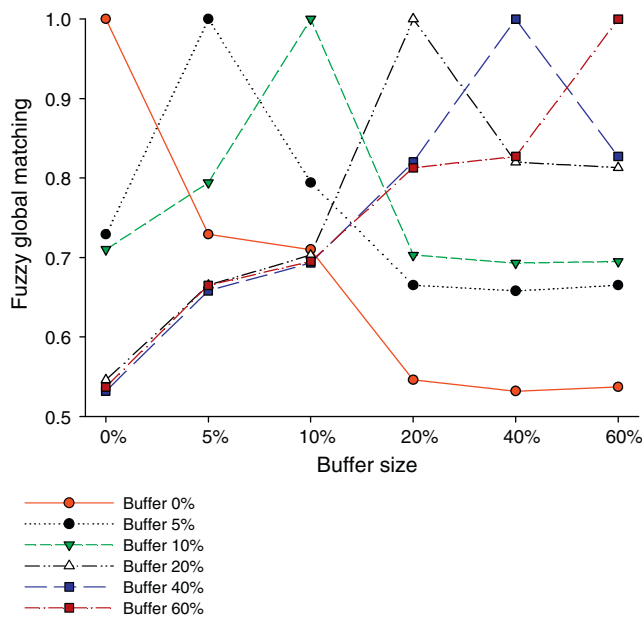 Fuzzy global matching
1.0
0.9
0.8
0.7
0.6
0.5
0% 5% 10% 20% 40% 60%
Buffer size
Buffer 0%
Buffer 5%
Buffer 10%
Buffer 20%
Buffer 40%
Buffer 60%